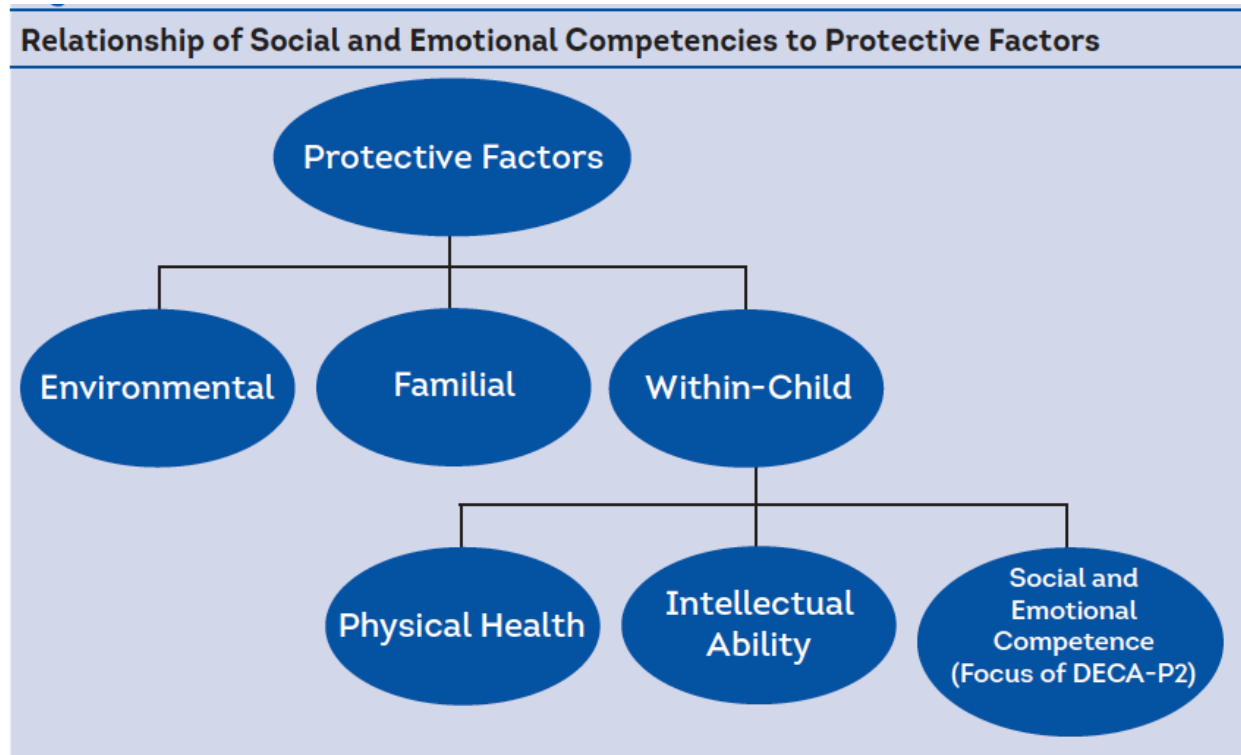 Relationship of Social and Emotional Competencies to Protective Factors
Protective Factors
Environmental
Familial
Within-Child
Physical Health
Intellectual
Ability
Social and
Emotional
Competence
(Focus of DECA-P2)